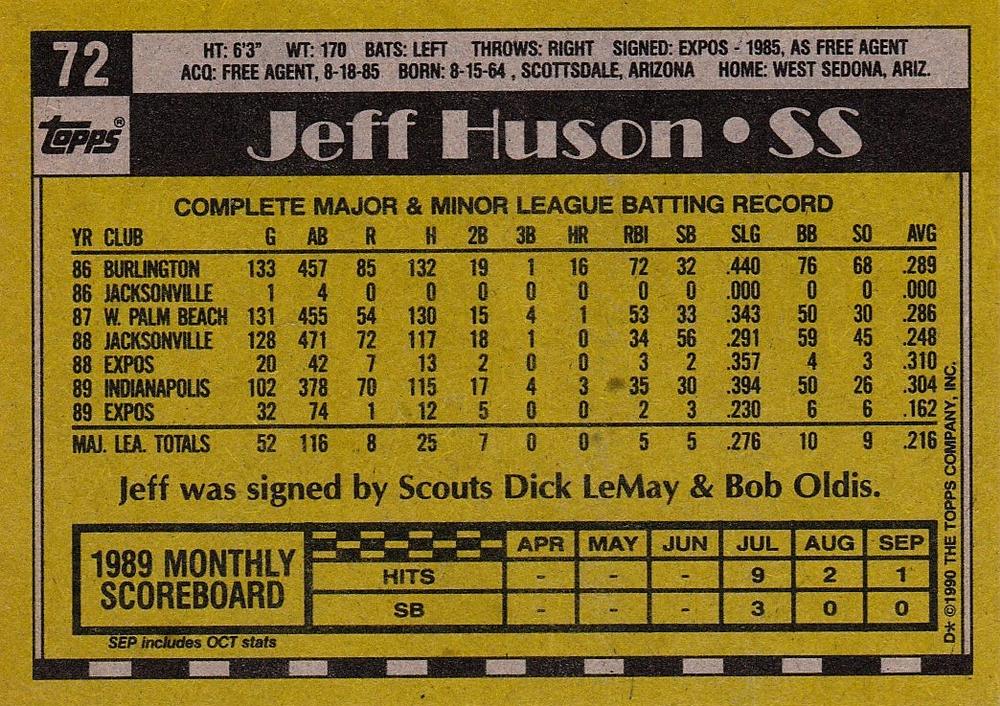 72
HT: 6'3" WT: 170 BATS: LEFT THROWS: RIGHT SIGNED: EXPOS - 1985, AS FREE AGENT
ACQ: FREE AGENT, 8-18-85 BORN: 8-15-64 , SCOTTSDALE, ARIZONA HOME: WEST SEDONA, ARIZ.
topps®
Jeff Huson • SS
COMPLETE MAJOR & MINOR LEAGUE BATTING RECORD
YR CLUB G AB R H 2B 3B HR RBI SB SLG BB SO AVG
86 BURLINGTON 133 457 85 132 19 1 16 72 32 .440 76 68 .289
86 JACKSONVILLE 1 4 0 0 0 0 0 0 0 .000 0 0 .000
87 W. PALM BEACH 131 455 54 130 15 4 1 53 33 .343 50 30 .286
88 JACKSONVILLE 128 471 72 117 18 1 0 34 56 .291 59 45 .248
88 EXPOS 20 42 7 13 2 0 0 3 2 .357 4 3 .310
89 INDIANAPOLIS 102 378 70 115 17 4 3 35 30 .394 50 26 .304
89 EXPOS 32 74 1 12 5 0 0 2 3 .230 6 6 .162
MAJ. LEA. TOTALS 52 116 8 25 7 0 0 5 5 .276 10 9 .216
Jeff was signed by Scouts Dick LeMay & Bob Oldis.
1989 MONTHLY
SCOREBOARD
APR MAY JUN JUL AUG SEP
HITS - - - 9 2 1
SB - - - 3 0 0
SEP includes OCT stats
D* ©1990 THE TOPPS COMPANY, INC.